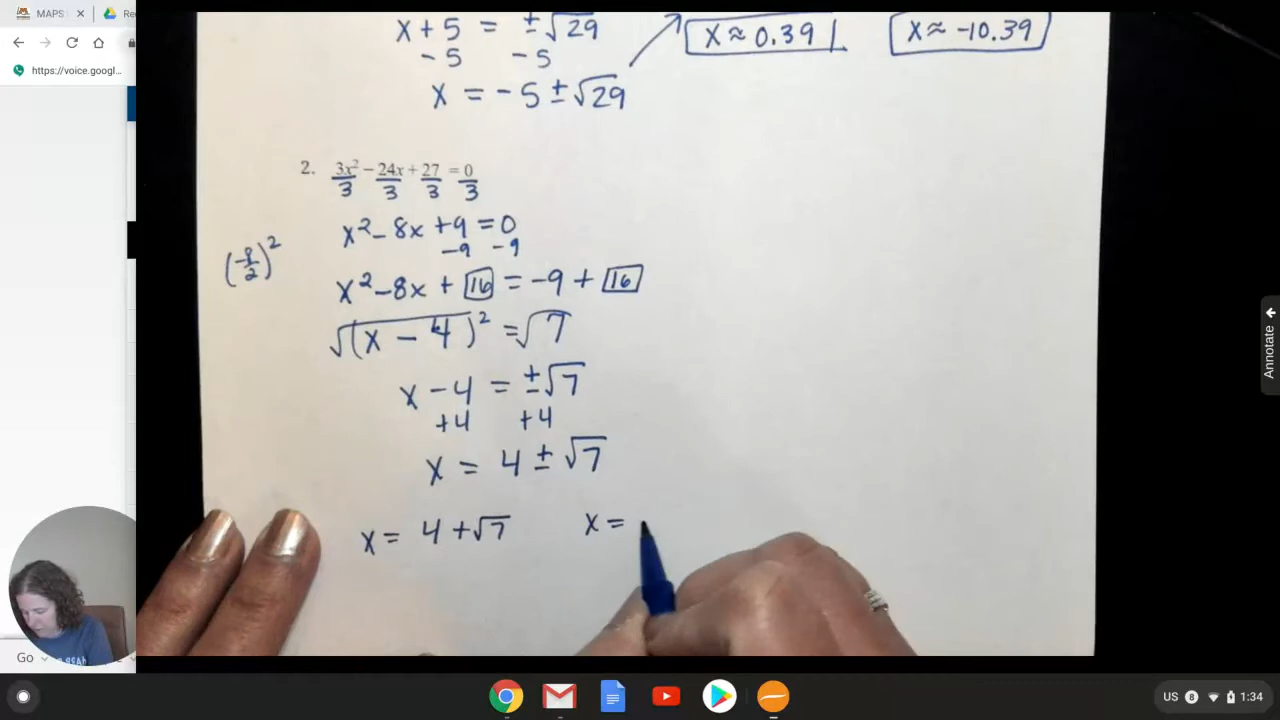 MAPS
https://voice.googl...
x + 5 = ±√29
- 5 - 5
x ≈ 0.39
x ≈ -10.39
x = -5 ± √29
2. 3x² − 24x + 27 = 0
3 3 3 3
x² - 8x + 9 = 0
-9 -9
(-8/2)²
x² - 8x + 16 = -9 + 16
√(x - 4)² = √7
x - 4 = ±√7
+4 +4
x = 4 ± √7
x = 4 + √7 x =
Annotate
Go
US 8 1:34